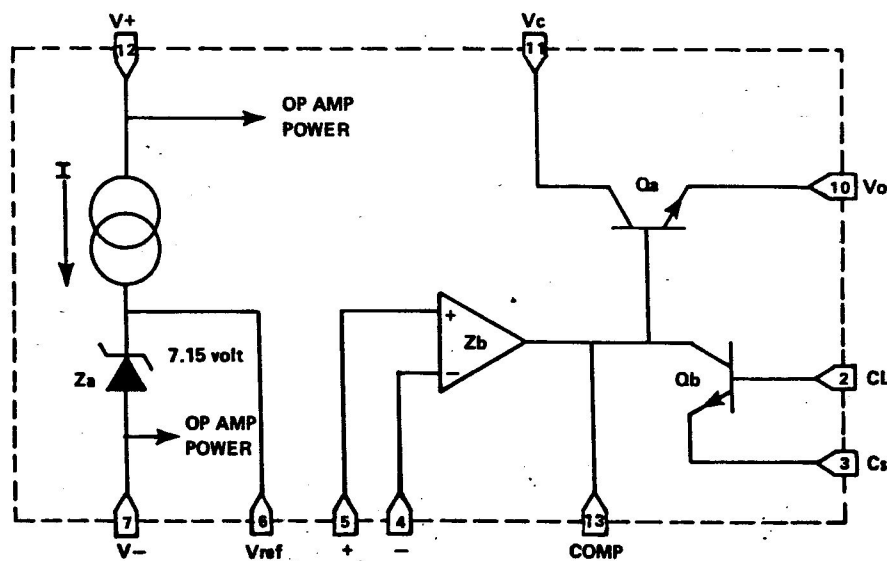 V+
Vc
12
11
OP AMP
POWER
I
Qa
10
Vo
+
Zb
−
7.15 volt
Za
Qb
2
CL
OP AMP
POWER
3
Cs
7
6
5
4
13
V−
Vref
+
−
COMP